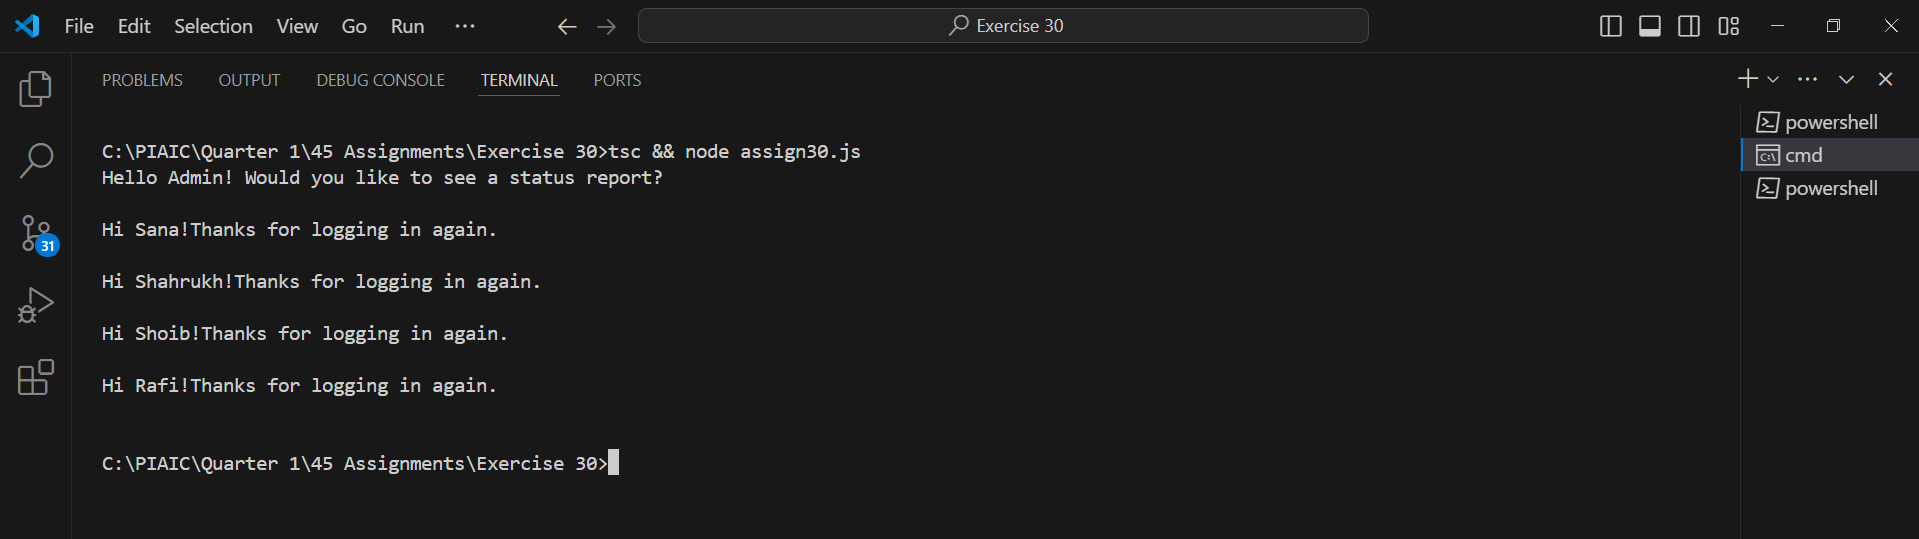 File Edit Selection View Go Run ···
Exercise 30
PROBLEMS OUTPUT DEBUG CONSOLE TERMINAL PORTS
C:\PIAIC\Quarter 1\45 Assignments\Exercise 30>tsc && node assign30.js
Hello Admin! Would you like to see a status report?
Hi Sana!Thanks for logging in again.
Hi Shahrukh!Thanks for logging in again.
Hi Shoib!Thanks for logging in again.
Hi Rafi!Thanks for logging in again.
C:\PIAIC\Quarter 1\45 Assignments\Exercise 30>
powershell
C:\ cmd
powershell
31